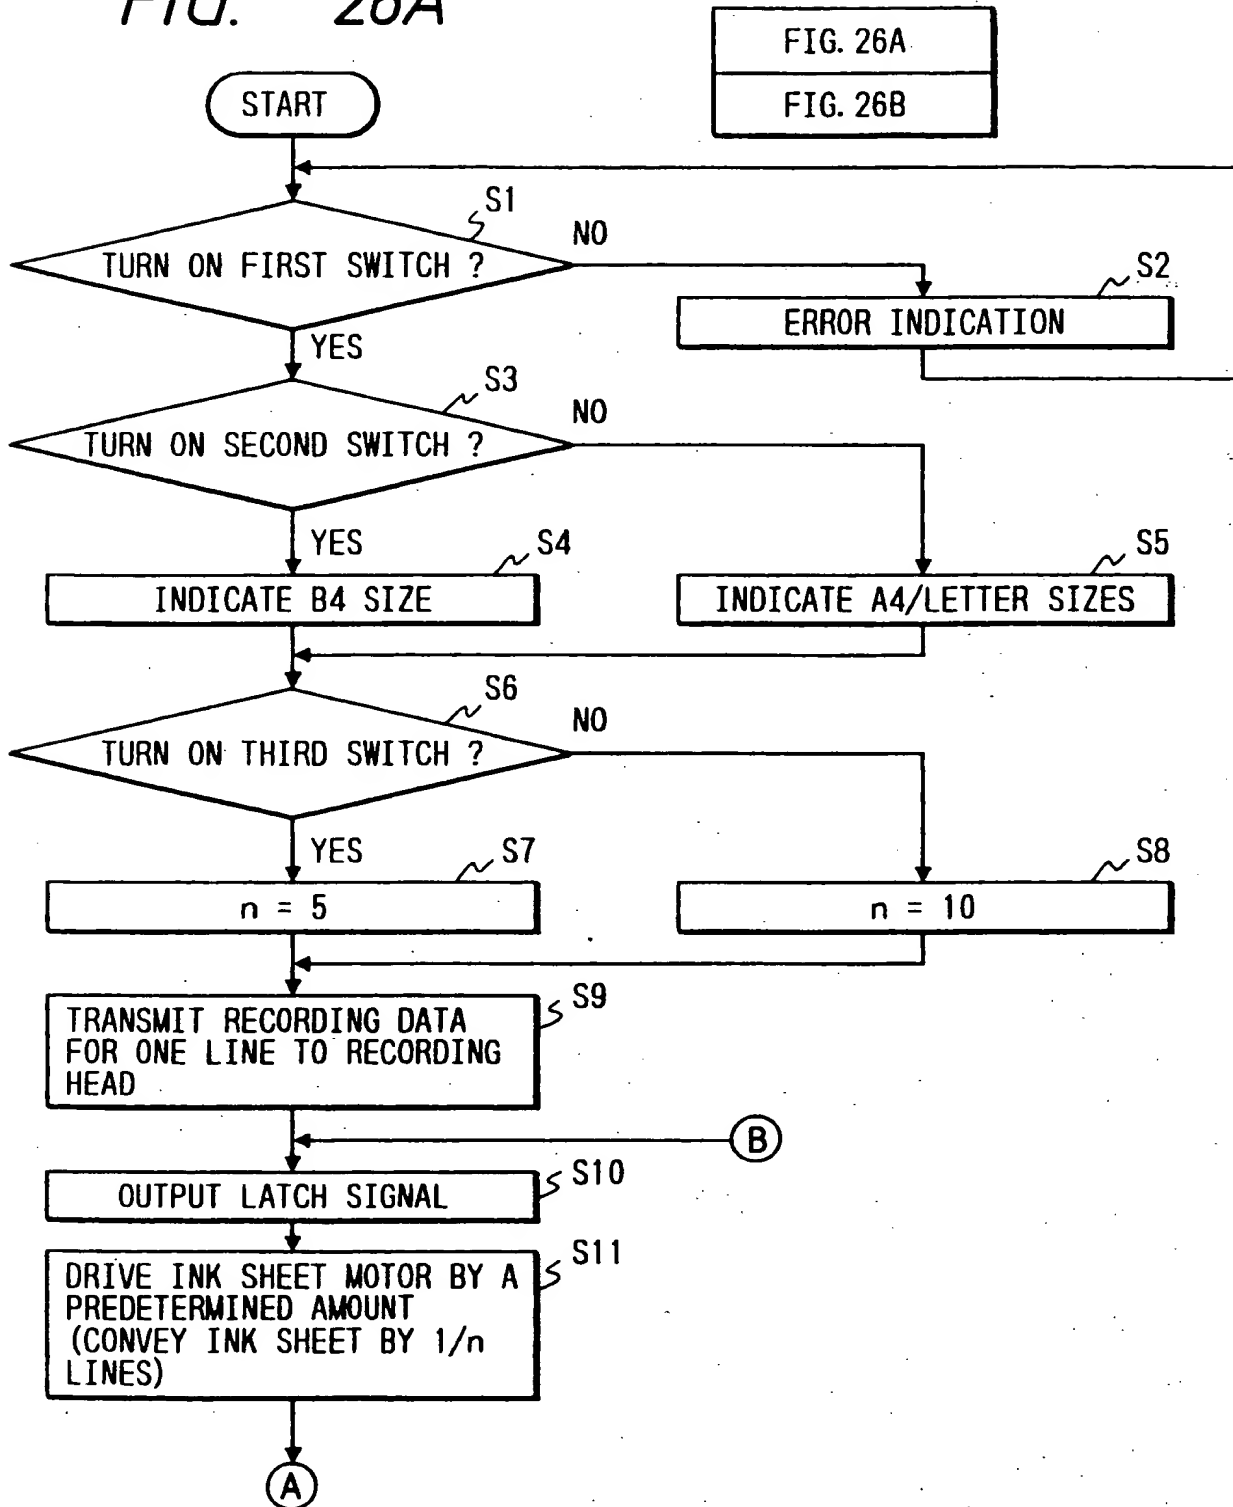 FIG. 26A
FIG. 26A
FIG. 26B
START
S1
TURN ON FIRST SWITCH ?
NO
S2
ERROR INDICATION
YES
S3
TURN ON SECOND SWITCH ?
NO
YES
S4
INDICATE B4 SIZE
S5
INDICATE A4/LETTER SIZES
S6
TURN ON THIRD SWITCH ?
NO
YES
S7
n = 5
S8
n = 10
S9
TRANSMIT RECORDING DATA
FOR ONE LINE TO RECORDING
HEAD
B
S10
OUTPUT LATCH SIGNAL
S11
DRIVE INK SHEET MOTOR BY A
PREDETERMINED AMOUNT
(CONVEY INK SHEET BY 1/n
LINES)
A